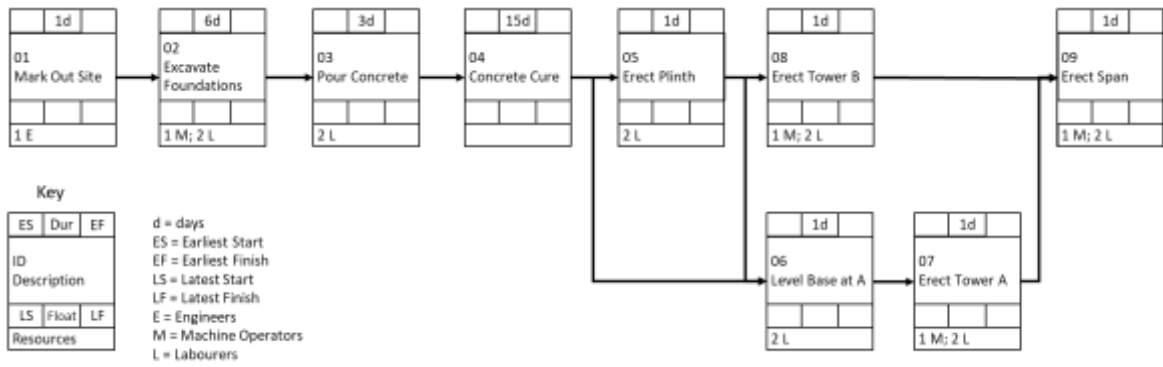 1d
01
Mark Out Site
1 E
6d
02
Excavate
Foundations
1 M; 2 L
3d
03
Pour Concrete
2 L
15d
04
Concrete Cure
1d
05
Erect Plinth
2 L
1d
08
Erect Tower B
1 M; 2 L
1d
09
Erect Span
1 M; 2 L
1d
06
Level Base at A
2 L
1d
07
Erect Tower A
1 M; 2 L
Key
ES Dur EF
ID
Description
LS Float LF
Resources
d = days
ES = Earliest Start
EF = Earliest Finish
LS = Latest Start
LF = Latest Finish
E = Engineers
M = Machine Operators
L = Labourers